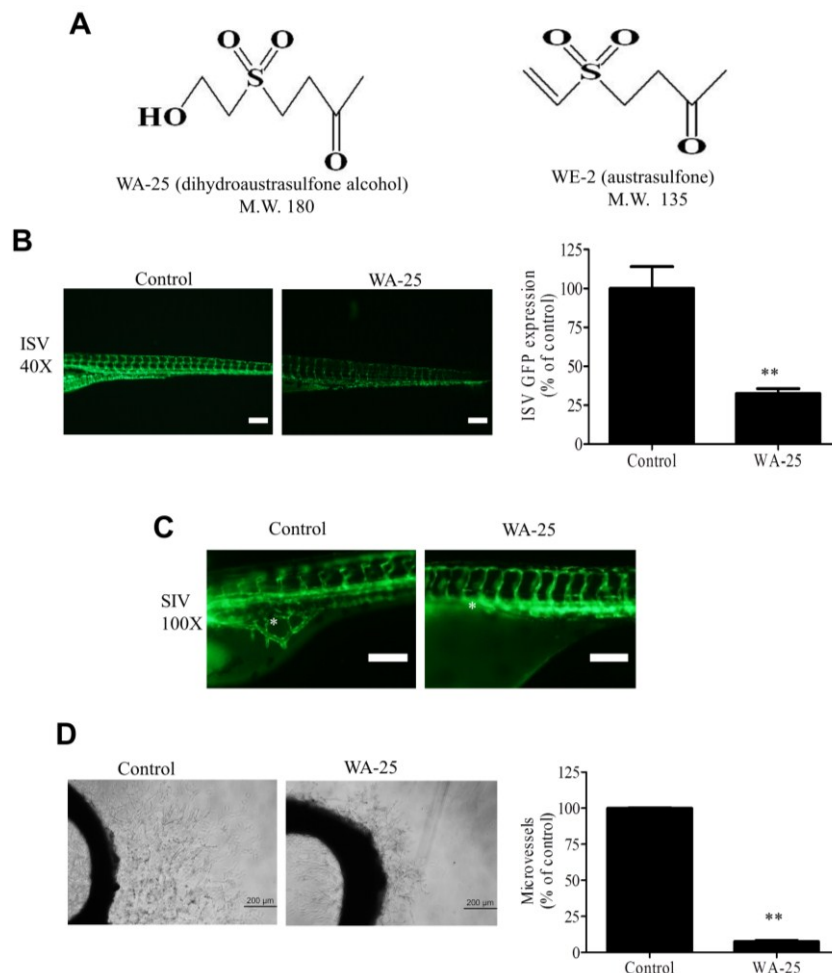 A
O
O
S
HO
O
WA-25 (dihydroaustrasulfone alcohol)
M.W. 180
O
O
S
O
WE-2 (austrasulfone)
M.W. 135
B
Control
WA-25
ISV
40X
ISV GFP expression
(% of control)
125
100
75
50
25
0
**
Control
WA-25
C
Control
WA-25
SIV
100X
*
*
D
Control
WA-25
200 µm
200 µm
Microvessels
(% of control)
125
100
75
50
25
0
**
Control
WA-25